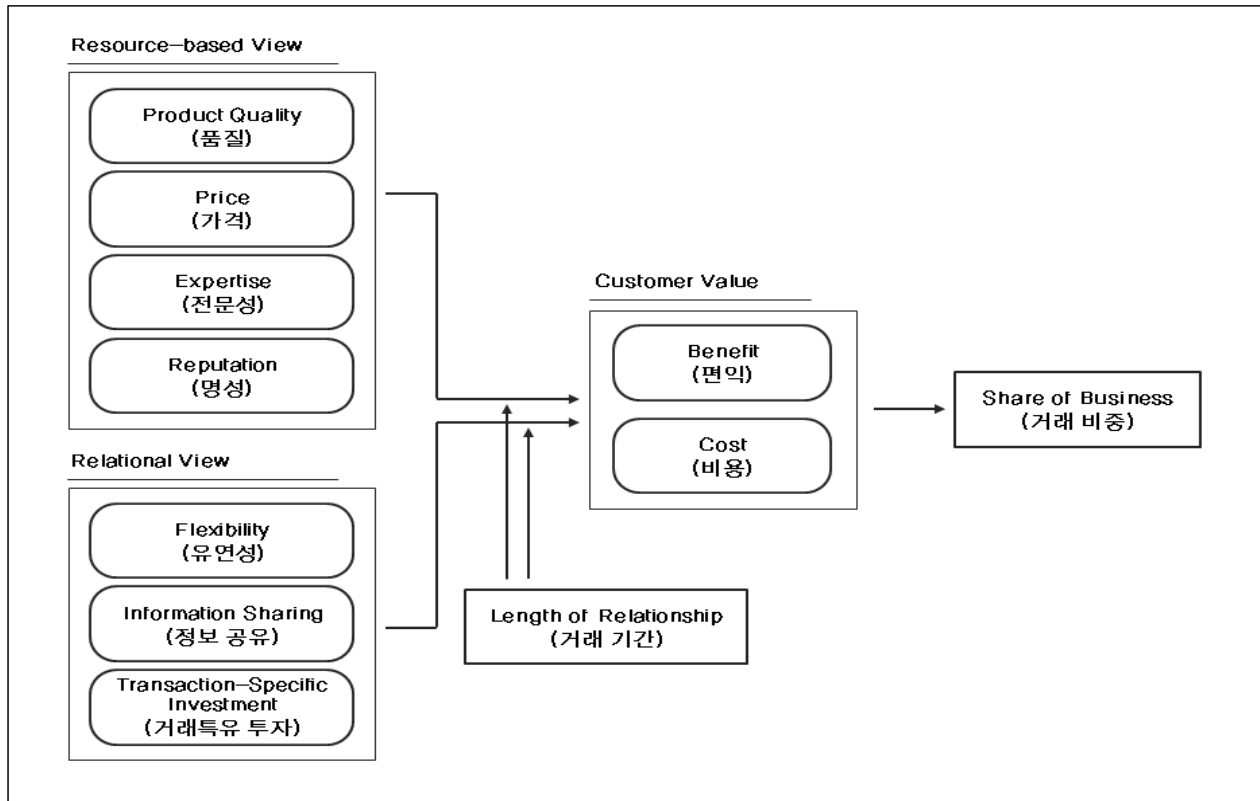 Resource-based View
Product Quality
(품질)
Price
(가격)
Expertise
(전문성)
Reputation
(명성)
Relational View
Flexibility
(유연성)
Information Sharing
(정보 공유)
Transaction-Specific
Investment
(거래특유 투자)
Length of Relationship
(거래 기간)
Customer Value
Benefit
(편익)
Cost
(비용)
Share of Business
(거래 비중)